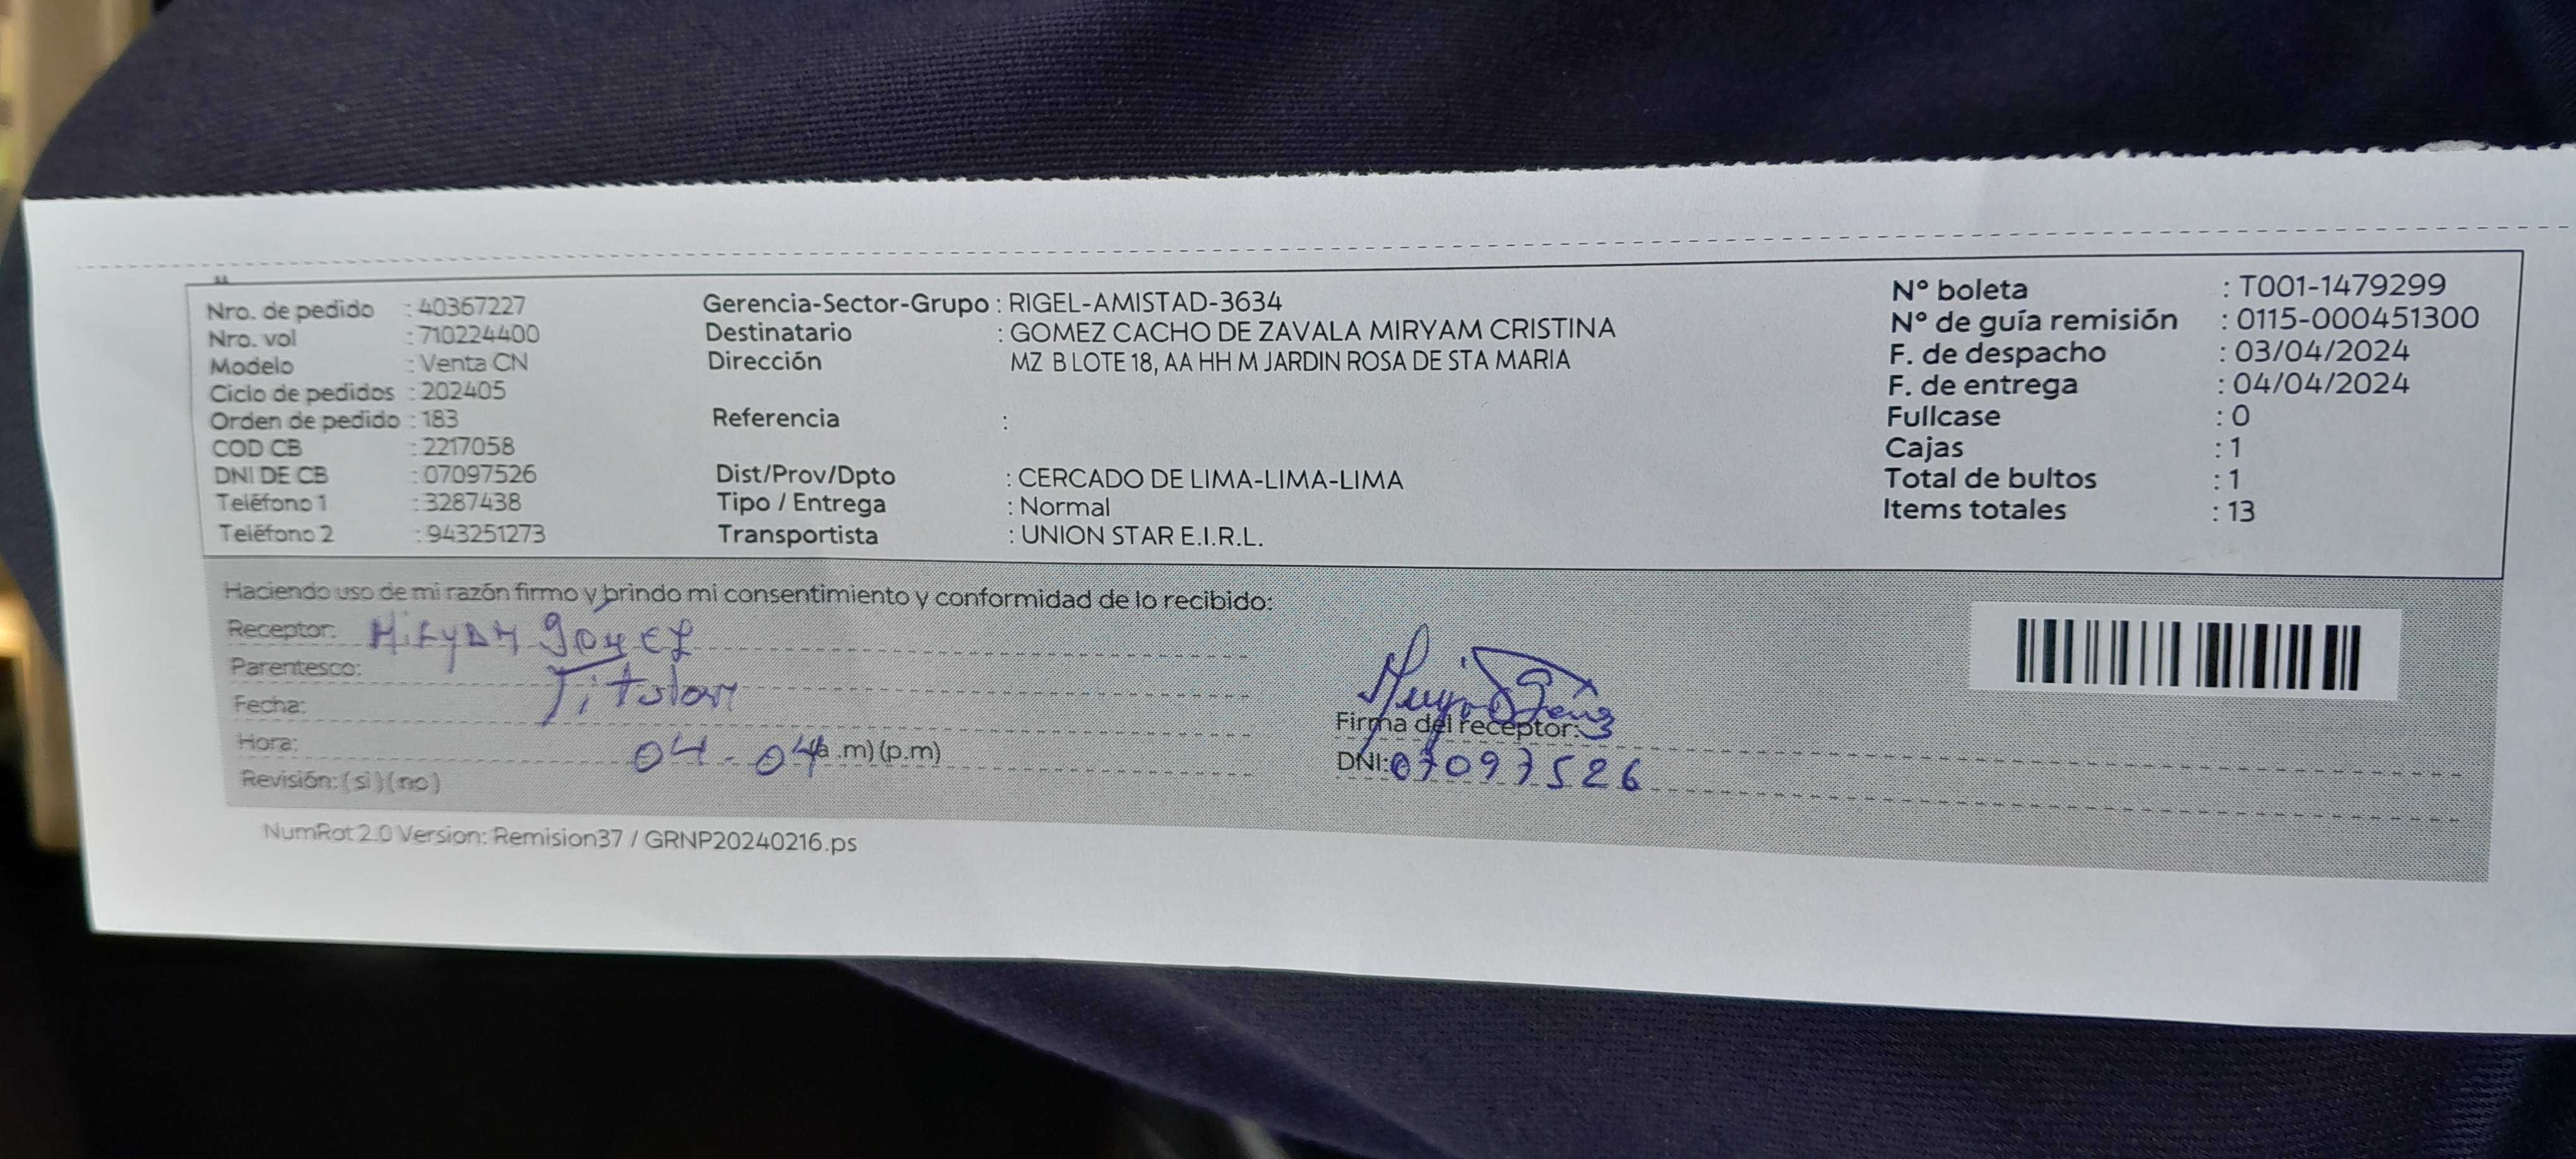 Nro. de pedido : 40367227
Nro. vol : 710224400
Modelo : Venta CN
Ciclo de pedidos : 202405
Orden de pedido : 183
COD CB : 2217058
DNI DE CB : 07097526
Teléfono 1 : 3287438
Teléfono 2 : 943251273
Gerencia-Sector-Grupo : RIGEL-AMISTAD-3634
Destinatario : GOMEZ CACHO DE ZAVALA MIRYAM CRISTINA
Dirección MZ B LOTE 18, AA HH M JARDIN ROSA DE STA MARIA
Referencia :
Dist/Prov/Dpto : CERCADO DE LIMA-LIMA-LIMA
Tipo / Entrega : Normal
Transportista : UNION STAR E.I.R.L.
N° boleta : T001-1479299
N° de guía remisión : 0115-000451300
F. de despacho : 03/04/2024
F. de entrega : 04/04/2024
Fullcase : 0
Cajas : 1
Total de bultos : 1
Items totales : 13
Haciendo uso de mi razón firmo y brindo mi consentimiento y conformidad de lo recibido:
Receptor: Miryam gomez
Parentesco: Titular
Fecha:
Hora: 04-04 (a.m)(p.m)
Revisión: (si)(no)
Firma del receptor:
DNI: 07097526
NumRot 2.0 Version: Remision37 / GRNP20240216.ps